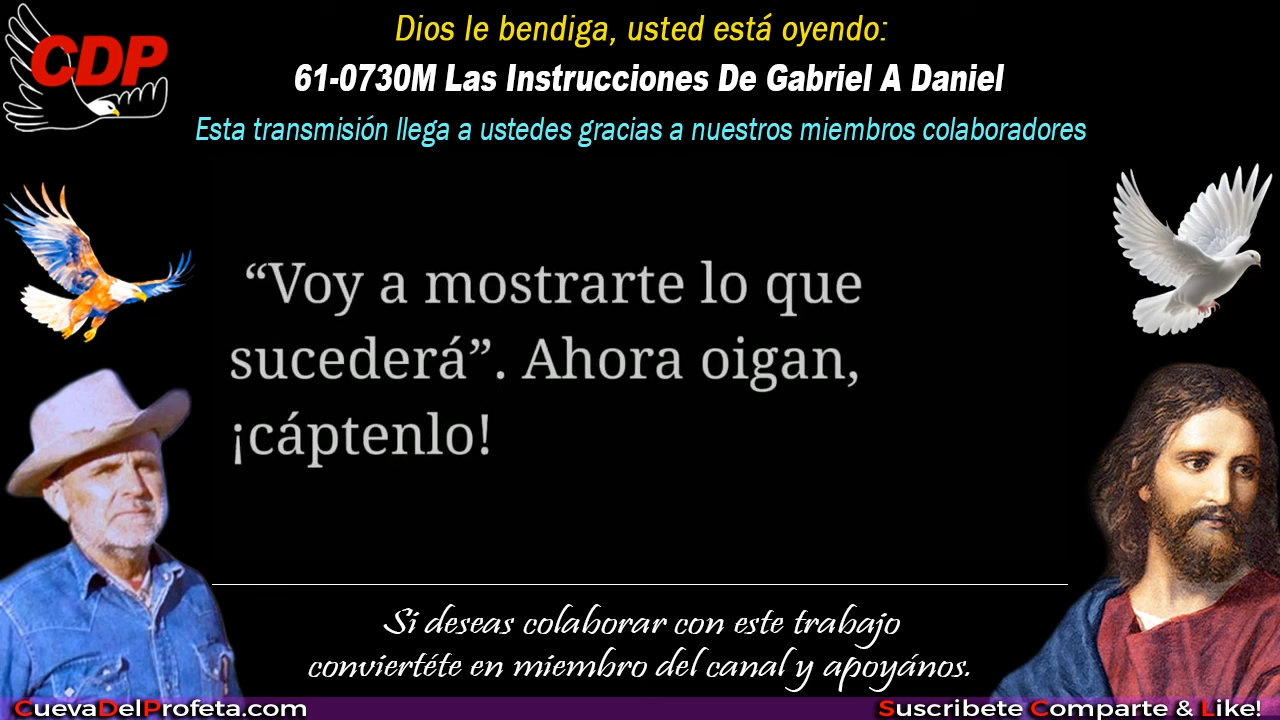 CDP
Dios le bendiga, usted está oyendo:
61-0730M Las Instrucciones De Gabriel A Daniel
Esta transmisión llega a ustedes gracias a nuestros miembros colaboradores
“Voy a mostrarte lo que
sucederá”. Ahora oigan,
¡cáptenlo!
Si deseas colaborar con este trabajo
conviertéte en miembro del canal y apoyános.
CuevaDelProfeta.com
Suscribete Comparte & Like!